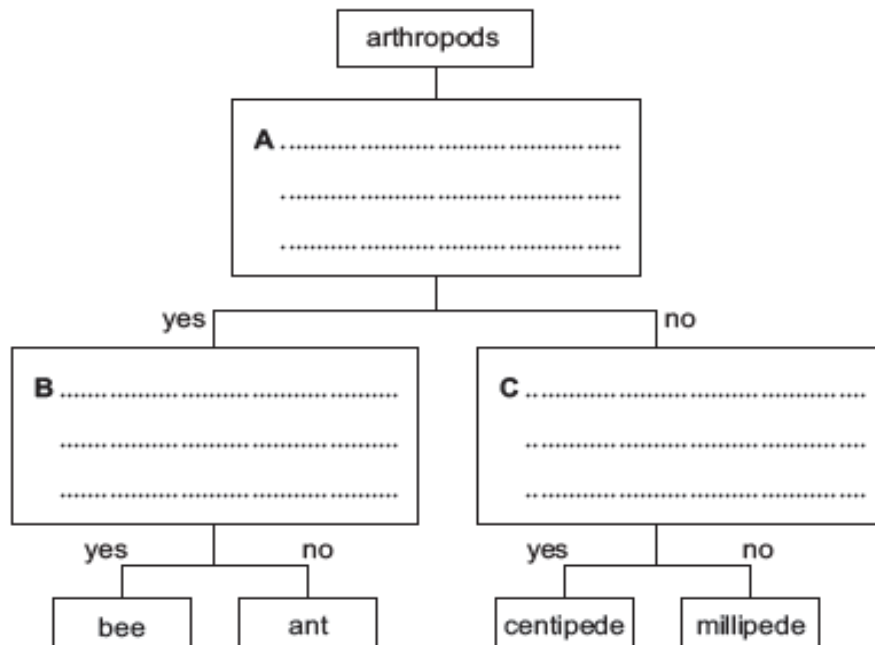 arthropods
A ..........................................................
..........................................................
..........................................................
yes no
B ..........................................................
..........................................................
..........................................................
C ..........................................................
..........................................................
..........................................................
yes no yes no
bee ant centipede millipede